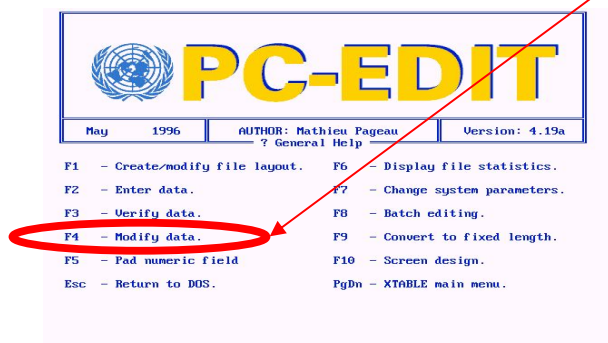 PC-EDIT
May 1996 AUTHOR: Mathieu Pageau Version: 4.19a
? General Help
F1 - Create/modify file layout. F6 - Display file statistics.
F2 - Enter data. F7 - Change system parameters.
F3 - Verify data. F8 - Batch editing.
F4 - Modify data. F9 - Convert to fixed length.
F5 - Pad numeric field F10 - Screen design.
Esc - Return to DOS. PgDn - XTABLE main menu.